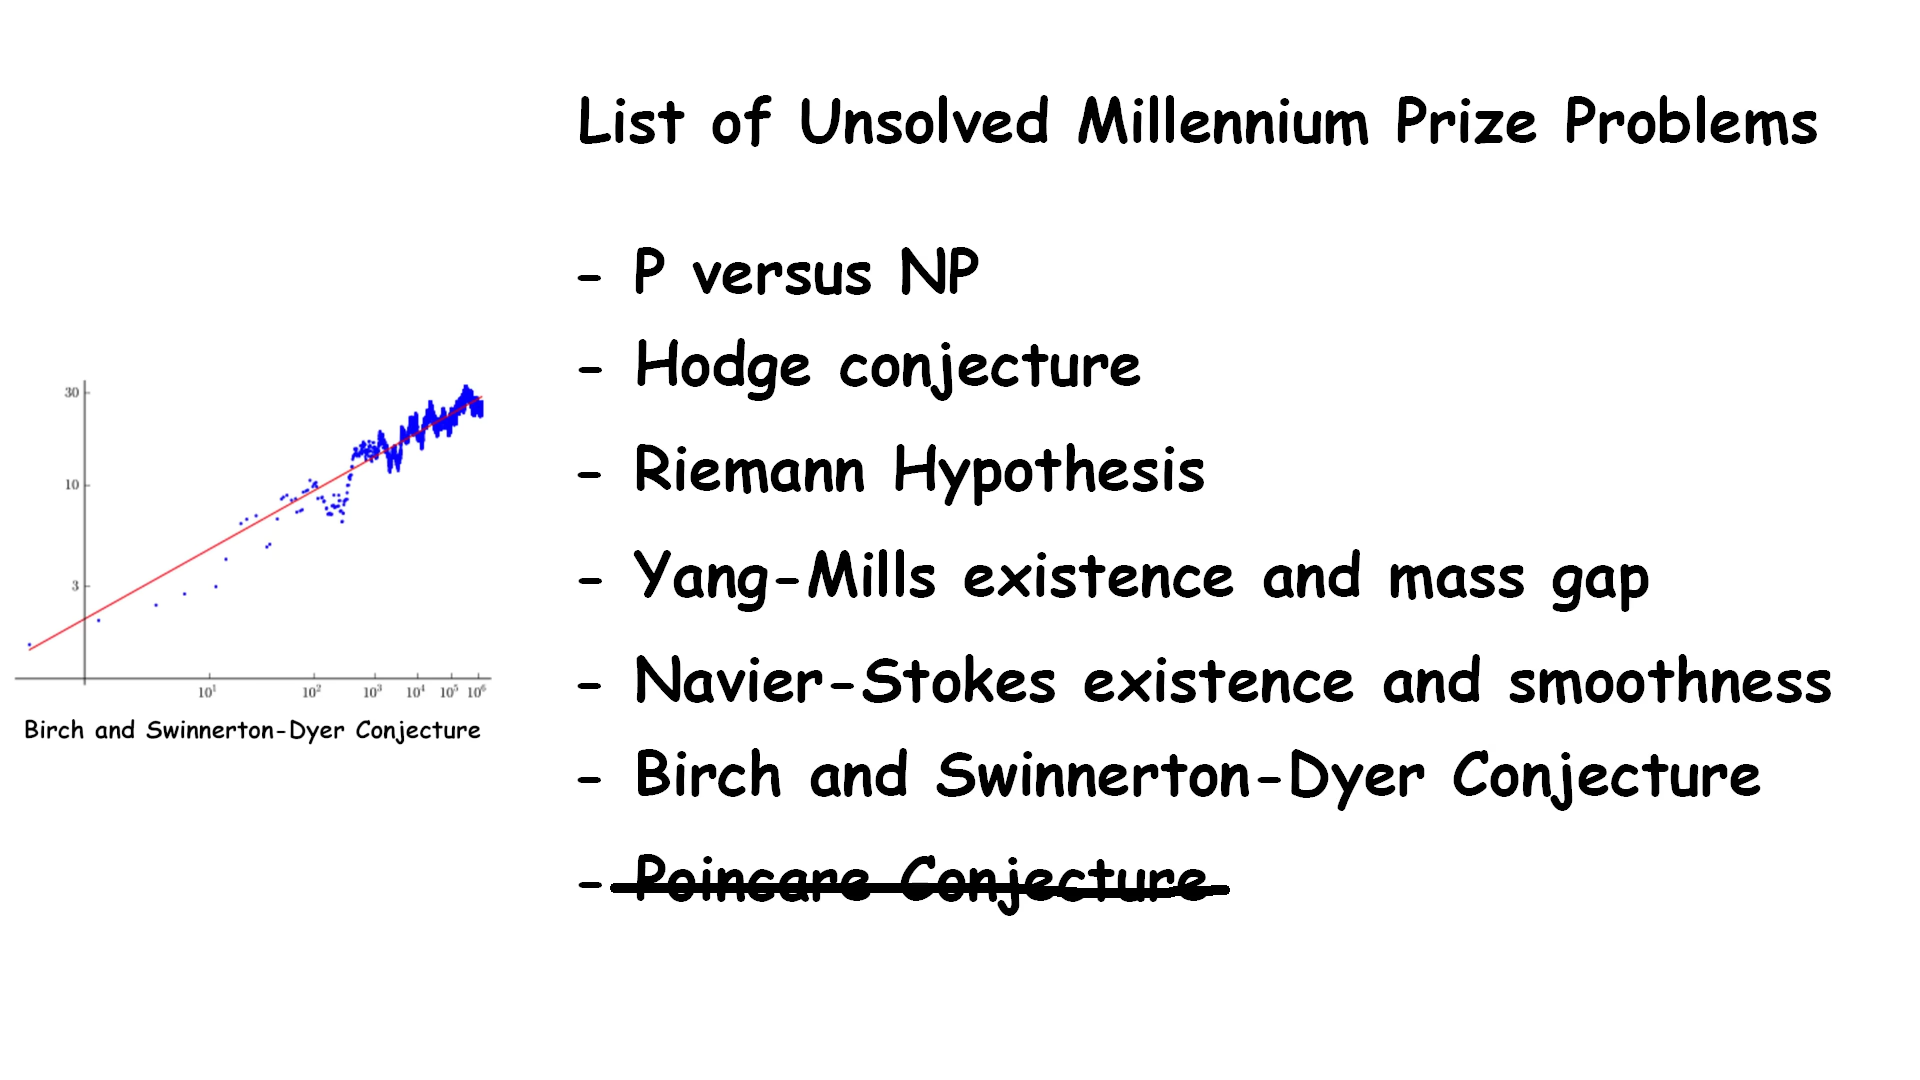 List of Unsolved Millennium Prize Problems
- P versus NP
- Hodge conjecture
- Riemann Hypothesis
- Yang-Mills existence and mass gap
- Navier-Stokes existence and smoothness
- Birch and Swinnerton-Dyer Conjecture
- Poincare Conjecture
30
10
3
10¹ 10² 10³ 10⁴ 10⁵ 10⁶
Birch and Swinnerton-Dyer Conjecture